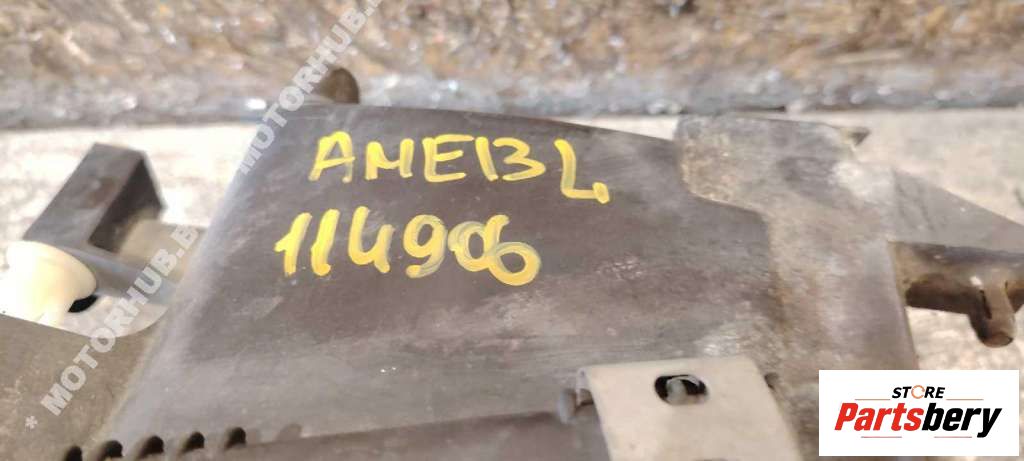 * MOTORHUB.B
MOTORHUB.B
AME13L
114906
STORE
Partsbery